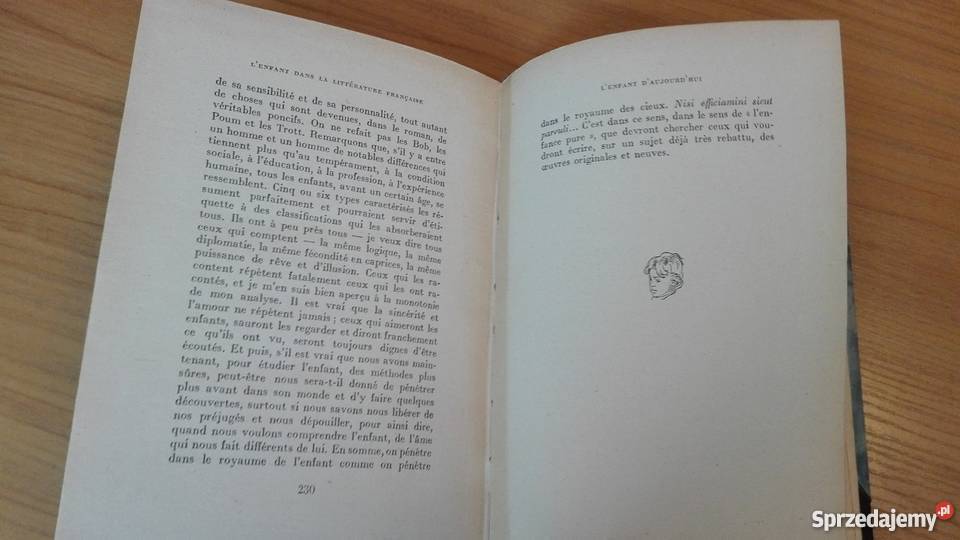 L'ENFANT DANS LA LITTÉRATURE FRANÇAISE
de sa sensibilité et de sa personnalité, tout autant
de choses qui sont devenues, dans le roman, de
véritables poncifs. On ne refait pas les Bob, les
Poum et les Trott. Remarquons que, s'il y a entre
un homme et un homme de notables différences qui
tiennent plus qu'au tempérament, à la condition
sociale, à l'éducation, à la profession, à l'expérience
humaine, tous les enfants, avant un certain âge, se
ressemblent. Cinq ou six types caractérisés les ré-
sument parfaitement et pourraient servir d'éti-
quette à des classifications qui les absorberaient
tous. Ils ont à peu près tous — je veux dire tous
ceux qui comptent — la même logique, la même
diplomatie, la même fécondité en caprices, la même
puissance de rêve et d'illusion. Ceux qui les ra-
content répètent fatalement ceux qui les ont ra-
contés, et je m'en suis bien aperçu à la monotonie
de mon analyse. Il est vrai que la sincérité et
l'amour ne répètent jamais ; ceux qui aimeront les
enfants, sauront les regarder et diront franchement
ce qu'ils ont vu, seront toujours dignes d'être
écoutés. Et puis, s'il est vrai que nous avons main-
tenant, pour étudier l'enfant, des méthodes plus
sûres, peut-être nous sera-t-il donné de pénétrer
plus avant dans son monde et d'y faire quelques
découvertes, surtout si nous savons nous libérer de
nos préjugés et nous dépouiller, pour ainsi dire,
quand nous voulons comprendre l'enfant, de l'âme
qui nous fait différents de lui. En somme, on pénètre
dans le royaume de l'enfant comme on pénètre
230
L'ENFANT D'AUJOURD'HUI
dans le royaume des cieux. Nisi efficiamini sicut
parvuli... C'est dans ce sens, dans le sens de « l'en-
fance pure », que devront chercher ceux qui vou-
dront écrire, sur un sujet déjà très rebattu, des
œuvres originales et neuves.
Sprzedajemy.pl